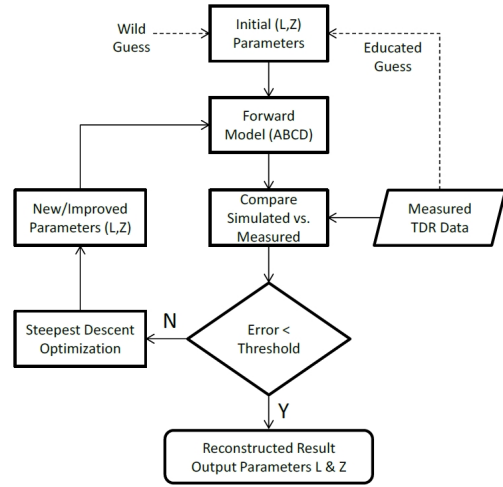 Wild
Guess
Initial (L,Z)
Parameters
Educated
Guess
Forward
Model (ABCD)
New/Improved
Parameters (L,Z)
Compare
Simulated vs.
Measured
Measured
TDR Data
Steepest Descent
Optimization
N
Error <
Threshold
Y
Reconstructed Result
Output Parameters L & Z